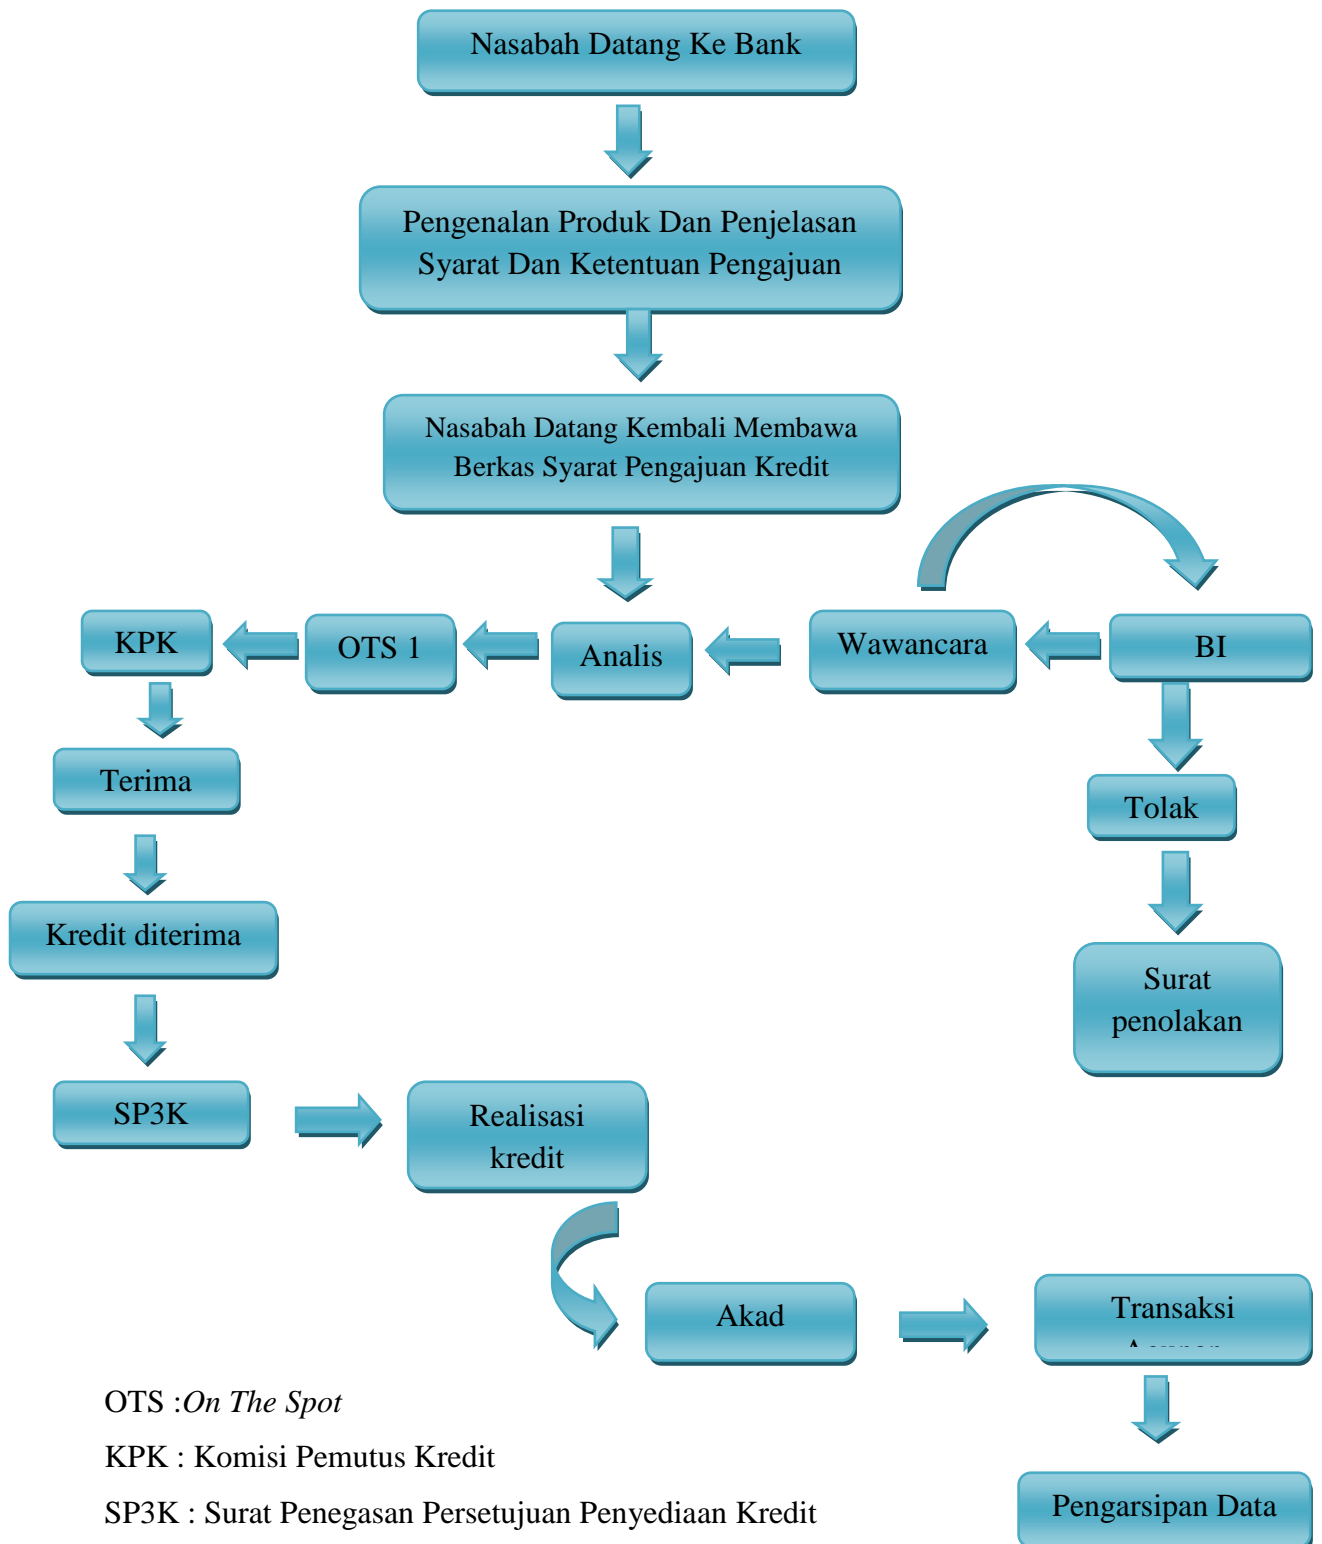 Nasabah Datang Ke Bank
Pengenalan Produk Dan Penjelasan
Syarat Dan Ketentuan Pengajuan
Nasabah Datang Kembali Membawa
Berkas Syarat Pengajuan Kredit
KPK
OTS 1
Analis
Wawancara
BI
Terima
Tolak
Kredit diterima
Surat
penolakan
SP3K
Realisasi
kredit
Akad
Transaksi
OTS :On The Spot
KPK : Komisi Pemutus Kredit
SP3K : Surat Penegasan Persetujuan Penyediaan Kredit
Pengarsipan Data